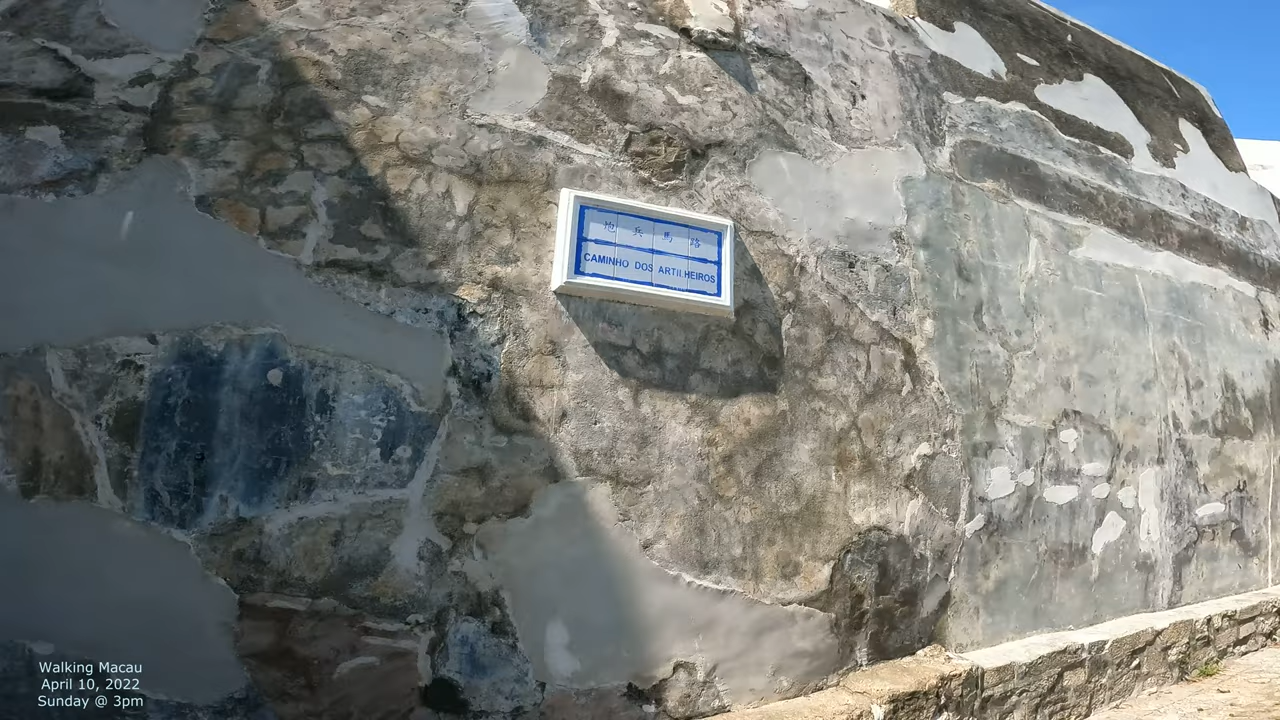 炮兵馬路
CAMINHO DOS ARTILHEIROS
Walking Macau
April 10, 2022
Sunday @ 3pm